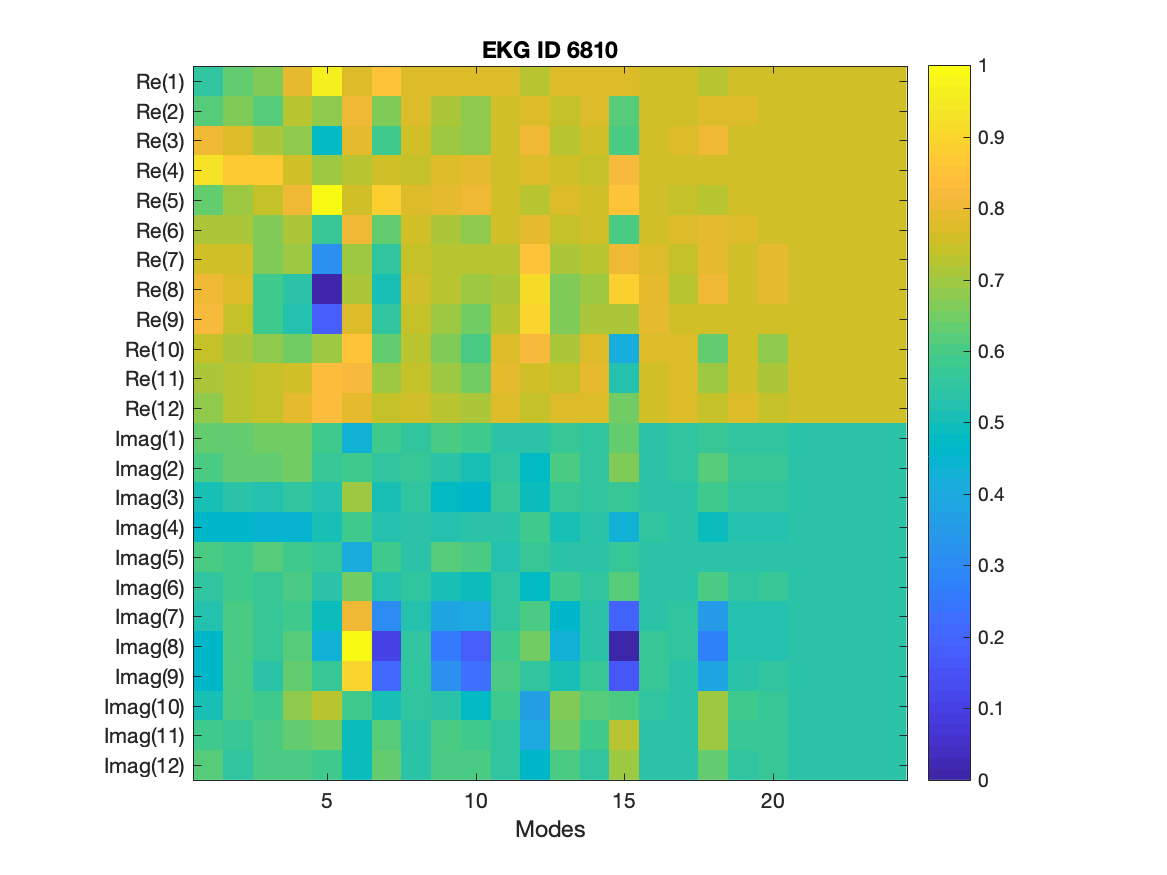 EKG ID 6810
Re(1)
Re(2)
Re(3)
Re(4)
Re(5)
Re(6)
Re(7)
Re(8)
Re(9)
Re(10)
Re(11)
Re(12)
Imag(1)
Imag(2)
Imag(3)
Imag(4)
Imag(5)
Imag(6)
Imag(7)
Imag(8)
Imag(9)
Imag(10)
Imag(11)
Imag(12)
5 10 15 20
Modes
1
0.9
0.8
0.7
0.6
0.5
0.4
0.3
0.2
0.1
0